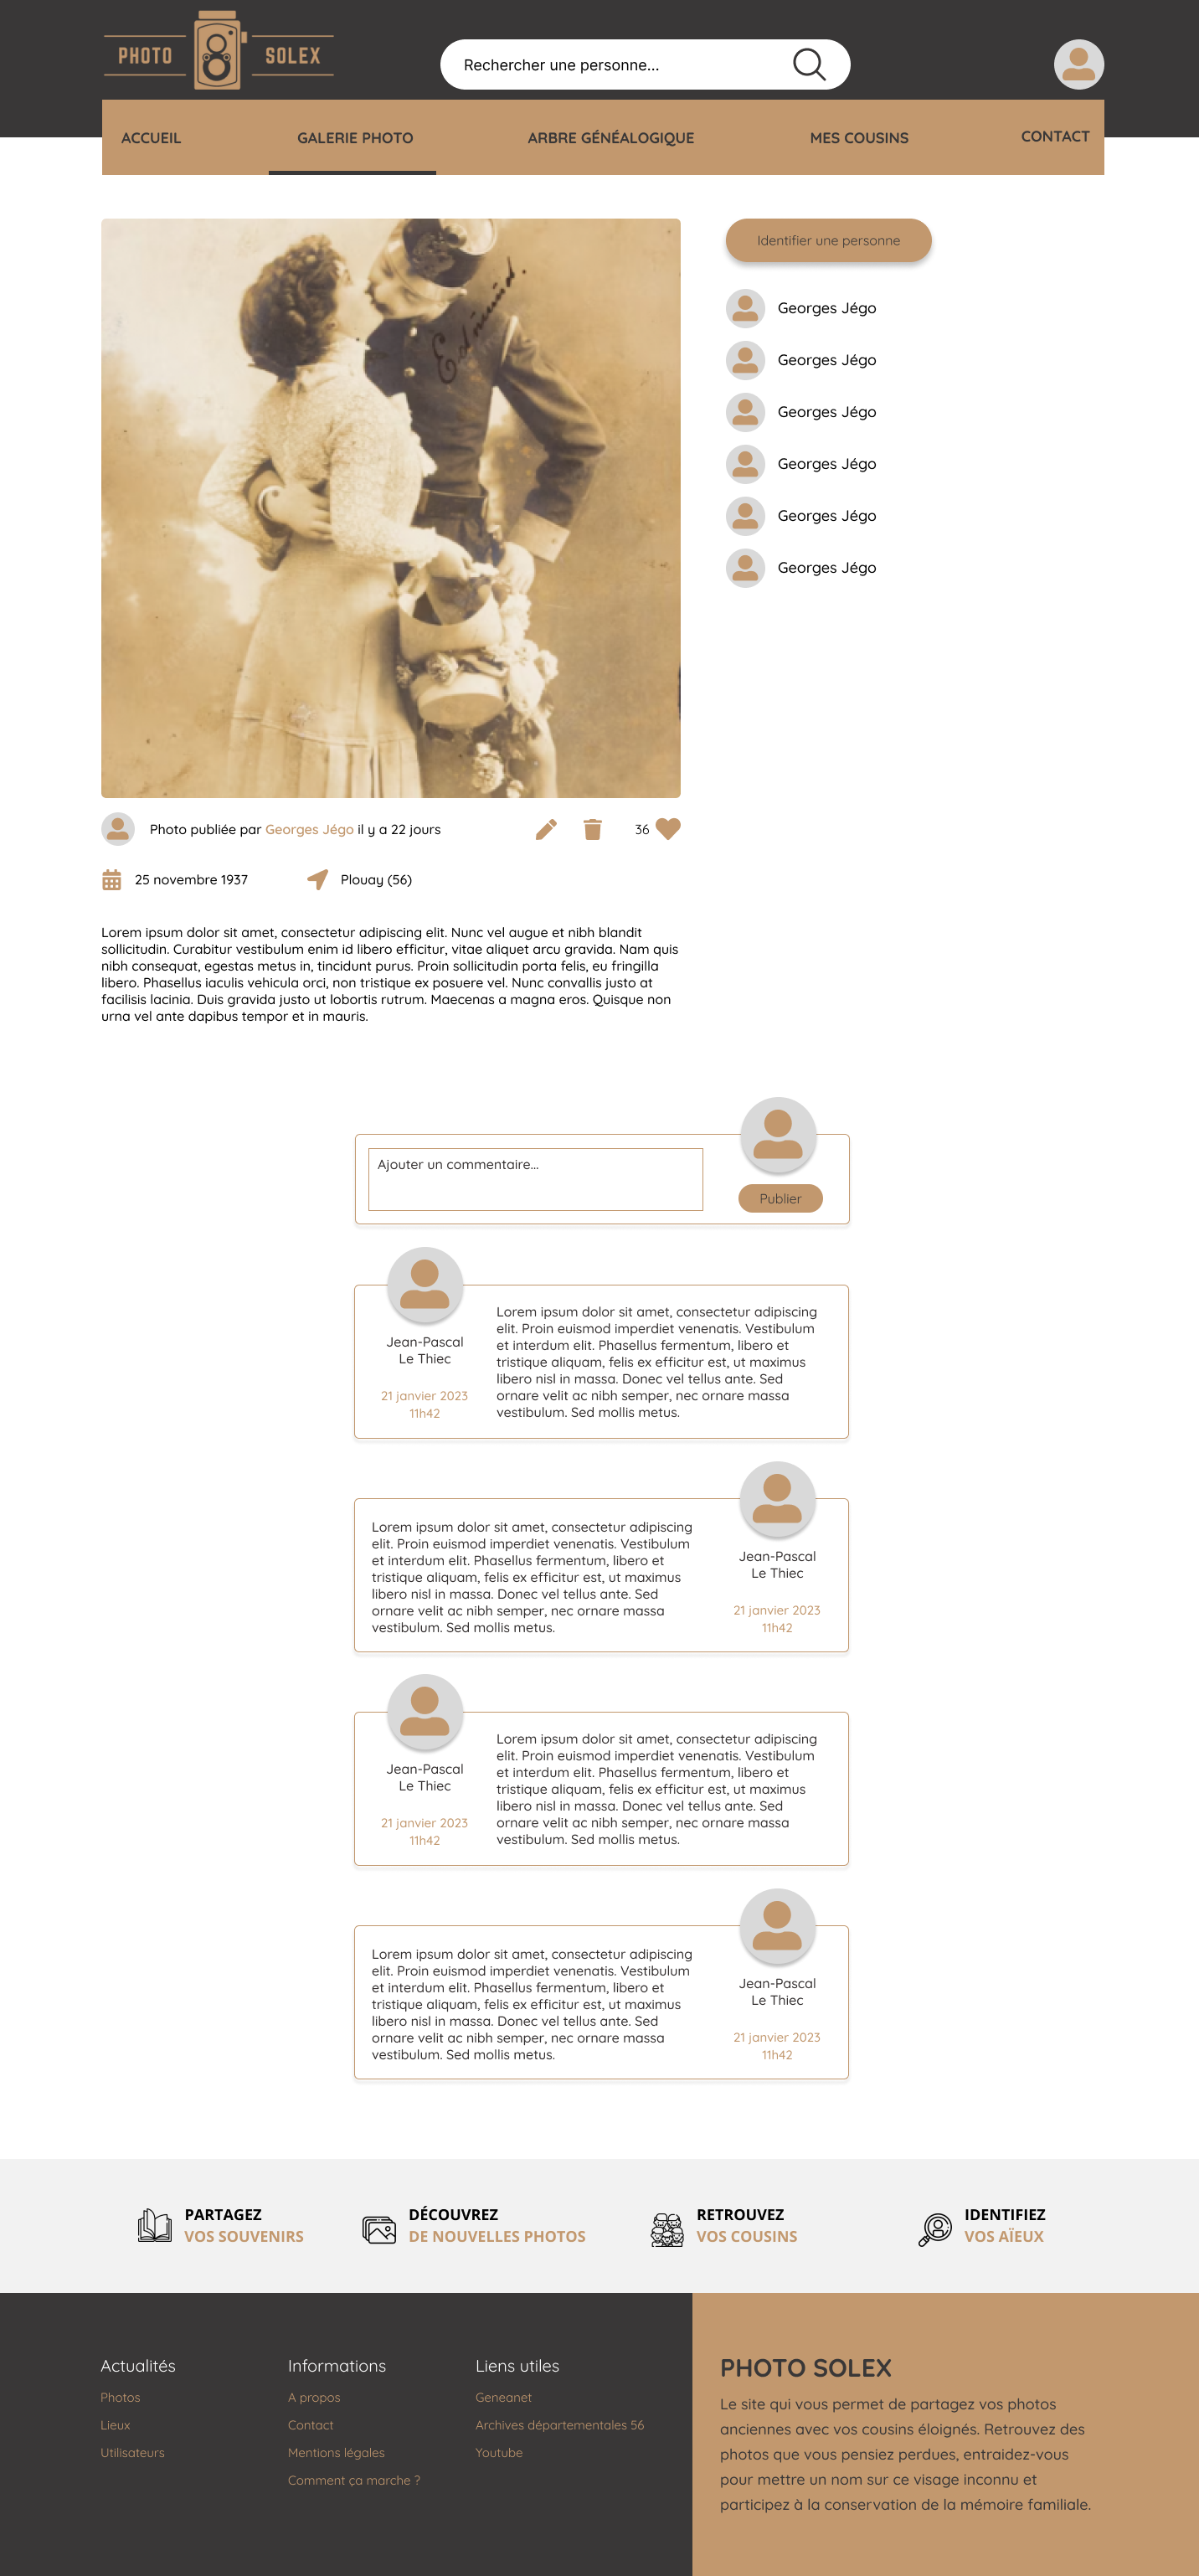 PHOTO SOLEX
Rechercher une personne...
ACCUEIL
GALERIE PHOTO
ARBRE GÉNÉALOGIQUE
MES COUSINS
CONTACT
Identifier une personne
Georges Jégo
Georges Jégo
Georges Jégo
Georges Jégo
Georges Jégo
Georges Jégo
Photo publiée par Georges Jégo il y a 22 jours
36
25 novembre 1937
Plouay (56)
Lorem ipsum dolor sit amet, consectetur adipiscing elit. Nunc vel augue et nibh blandit
sollicitudin. Curabitur vestibulum enim id libero efficitur, vitae aliquet arcu gravida. Nam quis
nibh consequat, egestas metus in, tincidunt purus. Proin sollicitudin porta felis, eu fringilla
libero. Phasellus iaculis vehicula orci, non tristique ex posuere vel. Nunc convallis justo at
facilisis lacinia. Duis gravida justo ut lobortis rutrum. Maecenas a magna eros. Quisque non
urna vel ante dapibus tempor et in mauris.
Ajouter un commentaire...
Publier
Jean-Pascal
Le Thiec
21 janvier 2023
11h42
Lorem ipsum dolor sit amet, consectetur adipiscing
elit. Proin euismod imperdiet venenatis. Vestibulum
et interdum elit. Phasellus fermentum, libero et
tristique aliquam, felis ex efficitur est, ut maximus
libero nisl in massa. Donec vel tellus ante. Sed
ornare velit ac nibh semper, nec ornare massa
vestibulum. Sed mollis metus.
Lorem ipsum dolor sit amet, consectetur adipiscing
elit. Proin euismod imperdiet venenatis. Vestibulum
et interdum elit. Phasellus fermentum, libero et
tristique aliquam, felis ex efficitur est, ut maximus
libero nisl in massa. Donec vel tellus ante. Sed
ornare velit ac nibh semper, nec ornare massa
vestibulum. Sed mollis metus.
Jean-Pascal
Le Thiec
21 janvier 2023
11h42
Jean-Pascal
Le Thiec
21 janvier 2023
11h42
Lorem ipsum dolor sit amet, consectetur adipiscing
elit. Proin euismod imperdiet venenatis. Vestibulum
et interdum elit. Phasellus fermentum, libero et
tristique aliquam, felis ex efficitur est, ut maximus
libero nisl in massa. Donec vel tellus ante. Sed
ornare velit ac nibh semper, nec ornare massa
vestibulum. Sed mollis metus.
Lorem ipsum dolor sit amet, consectetur adipiscing
elit. Proin euismod imperdiet venenatis. Vestibulum
et interdum elit. Phasellus fermentum, libero et
tristique aliquam, felis ex efficitur est, ut maximus
libero nisl in massa. Donec vel tellus ante. Sed
ornare velit ac nibh semper, nec ornare massa
vestibulum. Sed mollis metus.
Jean-Pascal
Le Thiec
21 janvier 2023
11h42
PARTAGEZ
VOS SOUVENIRS
DÉCOUVREZ
DE NOUVELLES PHOTOS
RETROUVEZ
VOS COUSINS
IDENTIFIEZ
VOS AÏEUX
Actualités
Photos
Lieux
Utilisateurs
Informations
A propos
Contact
Mentions légales
Comment ça marche ?
Liens utiles
Geneanet
Archives départementales 56
Youtube
PHOTO SOLEX
Le site qui vous permet de partagez vos photos
anciennes avec vos cousins éloignés. Retrouvez des
photos que vous pensiez perdues, entraidez-vous
pour mettre un nom sur ce visage inconnu et
participez à la conservation de la mémoire familiale.